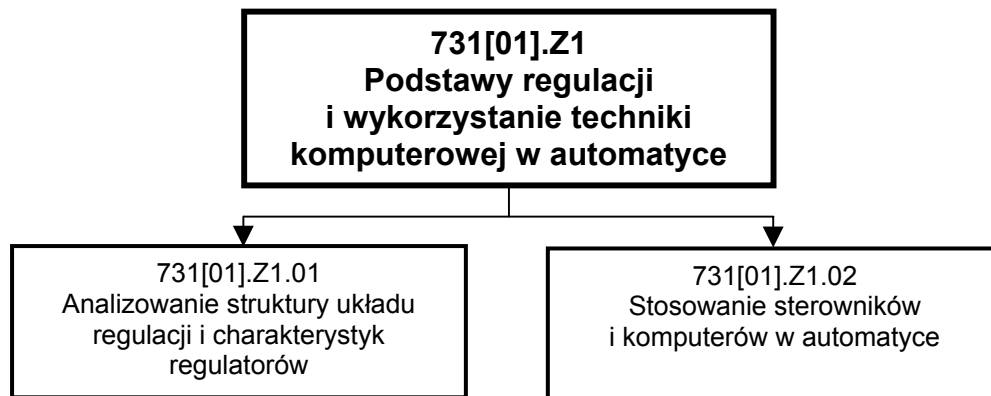 731[01].Z1
Podstawy regulacji
i wykorzystanie techniki
komputerowej w automatyce
731[01].Z1.01
Analizowanie struktury układu
regulacji i charakterystyk
regulatorów
731[01].Z1.02
Stosowanie sterowników
i komputerów w automatyce